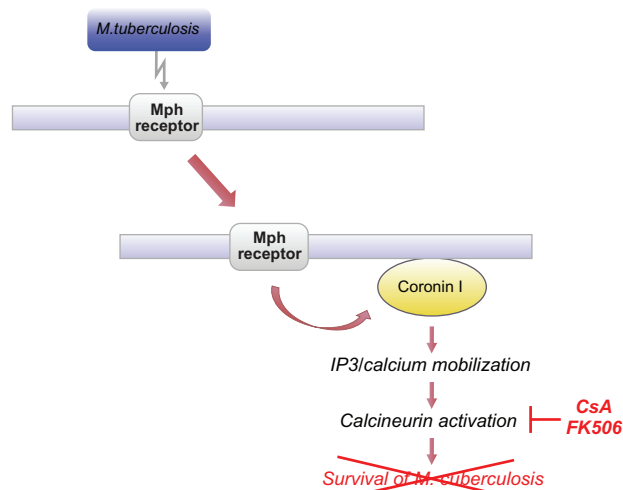 M.tuberculosis
Mph
receptor
Mph
receptor
Coronin I
IP3/calcium mobilization
Calcineurin activation
CsA
FK506
Survival of M. tuberculosis